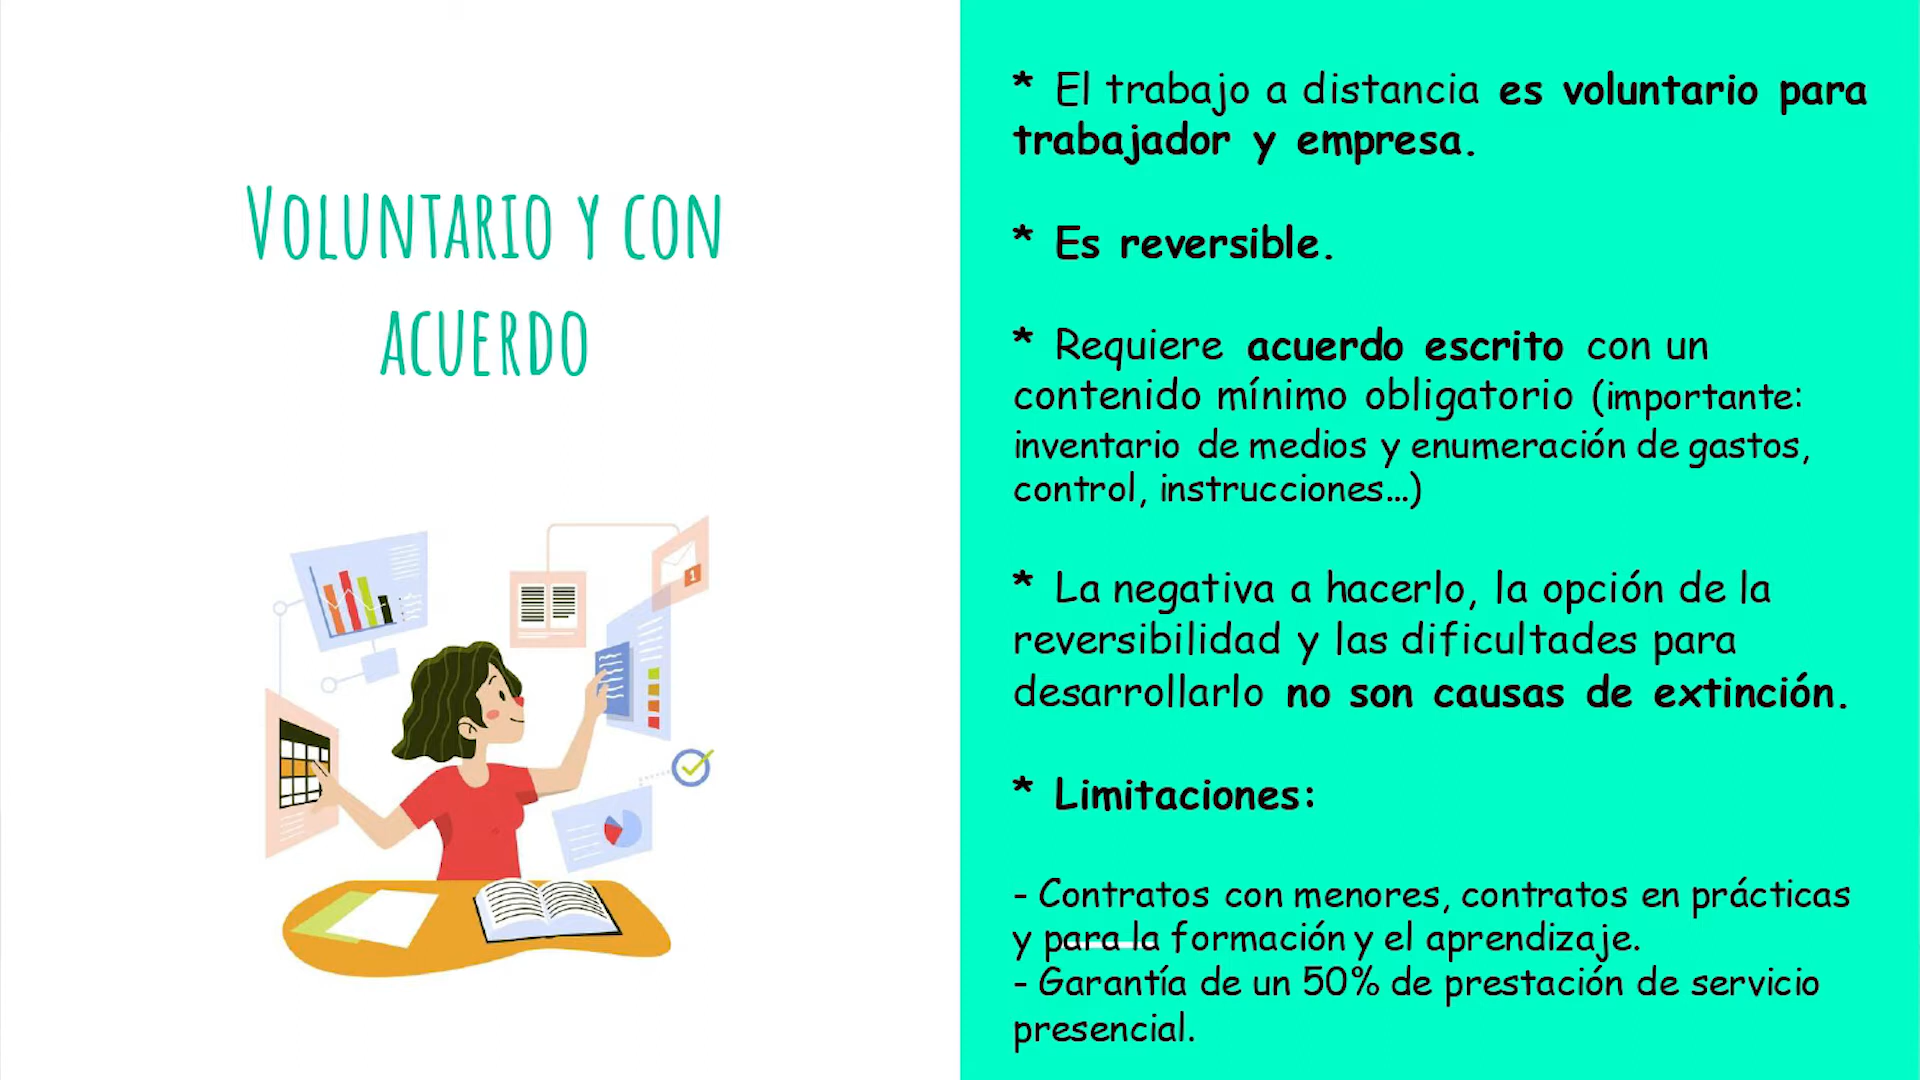 Voluntario y con
acuerdo
* El trabajo a distancia es voluntario para
trabajador y empresa.
* Es reversible.
* Requiere acuerdo escrito con un
contenido mínimo obligatorio (importante:
inventario de medios y enumeración de gastos,
control, instrucciones...)
* La negativa a hacerlo, la opción de la
reversibilidad y las dificultades para
desarrollarlo no son causas de extinción.
* Limitaciones:
- Contratos con menores, contratos en prácticas
y para la formación y el aprendizaje.
- Garantía de un 50% de prestación de servicio
presencial.
1